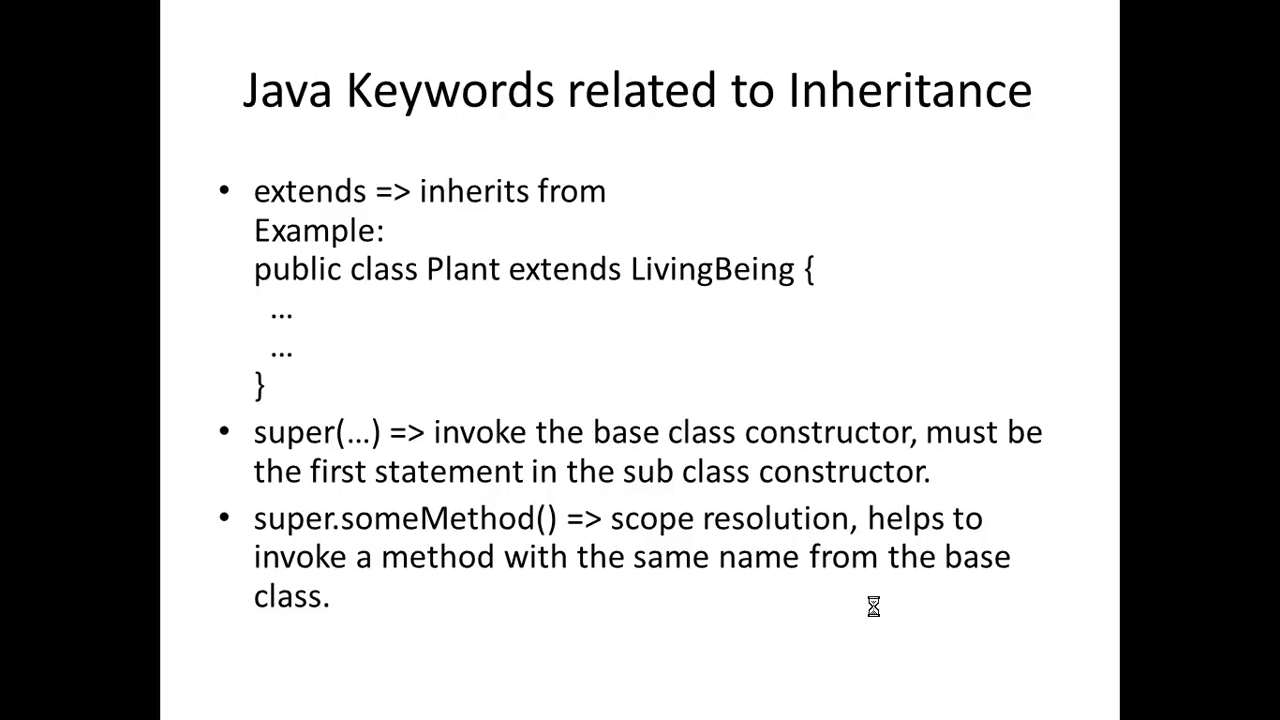 Java Keywords related to Inheritance
• extends => inherits from
Example:
public class Plant extends LivingBeing {
...
...
}
• super(...) => invoke the base class constructor, must be
the first statement in the sub class constructor.
• super.someMethod() => scope resolution, helps to
invoke a method with the same name from the base
class.